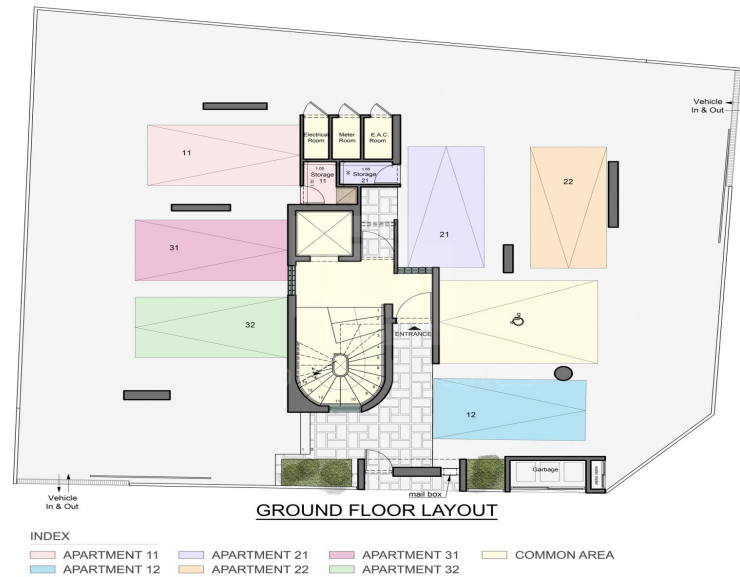 Vehicle
In & Out
Electrical
Room
Meter
Room
E.A.C.
Room
11
Storage
11
1.65
Storage
21
22
31
21
32
ENTRANCE
12
Garbage
mail box
Vehicle
In & Out
GROUND FLOOR LAYOUT
INDEX
APARTMENT 11
APARTMENT 21
APARTMENT 31
COMMON AREA
APARTMENT 12
APARTMENT 22
APARTMENT 32